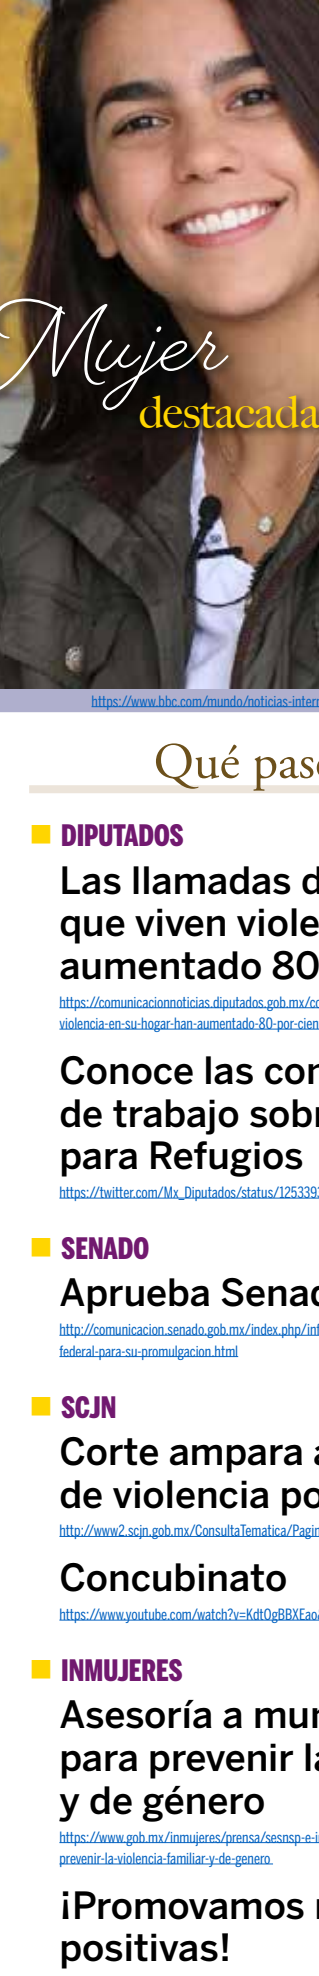 Mujer
destacada
https://www.bbc.com/mundo/noticias-intern
Qué pas
DIPUTADOS
Las llamadas d
que viven viole
aumentado 80
https://comunicacionnoticias.diputados.gob.mx/co
violencia-en-su-hogar-han-aumentado-80-por-cien
Conoce las con
de trabajo sob
para Refugios
https://twitter.com/Mx_Diputados/status/125339
SENADO
Aprueba Sena
http://comunicacion.senado.gob.mx/index.php/inf
federal-para-su-promulgacion.html
SCJN
Corte ampara a
de violencia po
http://www2.scjn.gob.mx/ConsultaTematica/Pagin
Concubinato
https://www.youtube.com/watch?v=KdtOgBBXEao
INMUJERES
Asesoría a mun
para prevenir la
y de género
https://www.gob.mx/inmujeres/prensa/sesnsp-e-i
prevenir-la-violencia-familiar-y-de-genero
¡Promovamos
positivas!